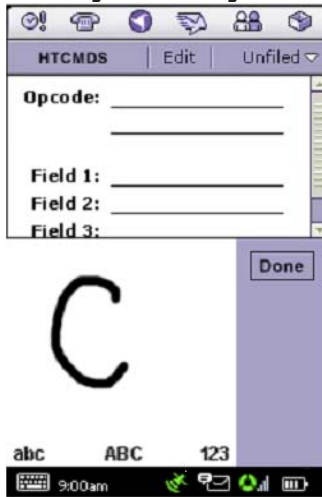 HTCMDS Edit Unfiled
Opcode:
Field 1:
Field 2:
Field 3:
Done
C
abc ABC 123
9:00am